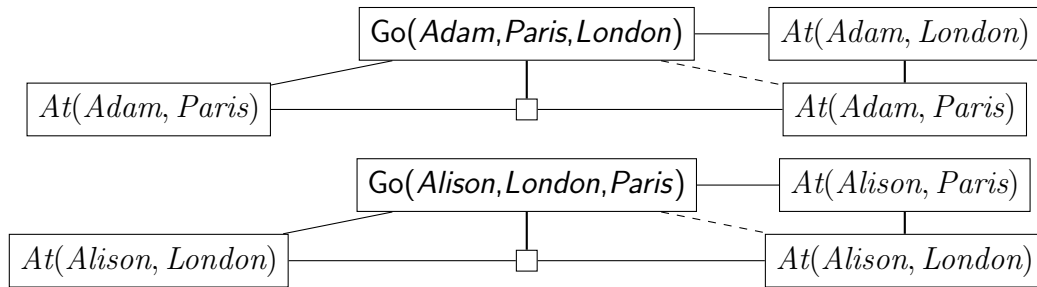 Go(Adam,Paris,London) At(Adam, London)
At(Adam, Paris) At(Adam, Paris)
Go(Alison,London,Paris) At(Alison, Paris)
At(Alison, London) At(Alison, London)